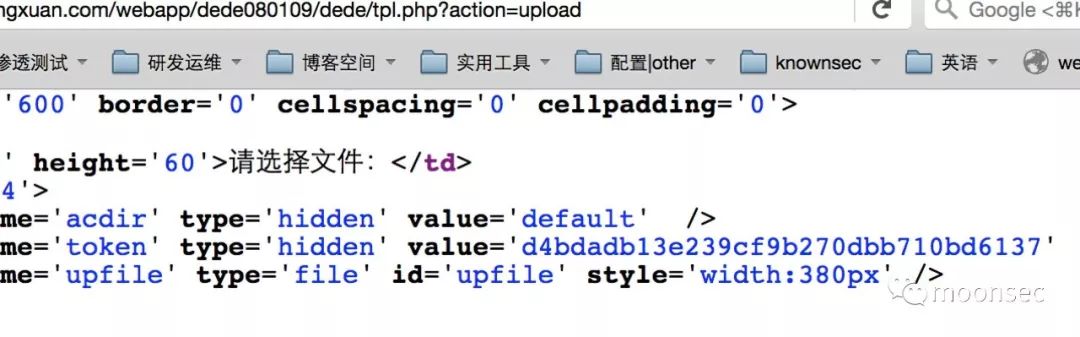 ngxuan.com/webapp/dede080109/dede/tpl.php?action=upload
Google <⌘K
渗透测试 研发运维 博客空间 实用工具 配置|other knownsec 英语 we
'600' border='0' cellspacing='0' cellpadding='0'>
' height='60'>请选择文件：</td>
4'>
me='acdir' type='hidden' value='default'  />
me='token' type='hidden' value='d4bdadb13e239cf9b270dbb710bd6137'
me='upfile' type='file' id='upfile' style='width:380px' />
moonsec